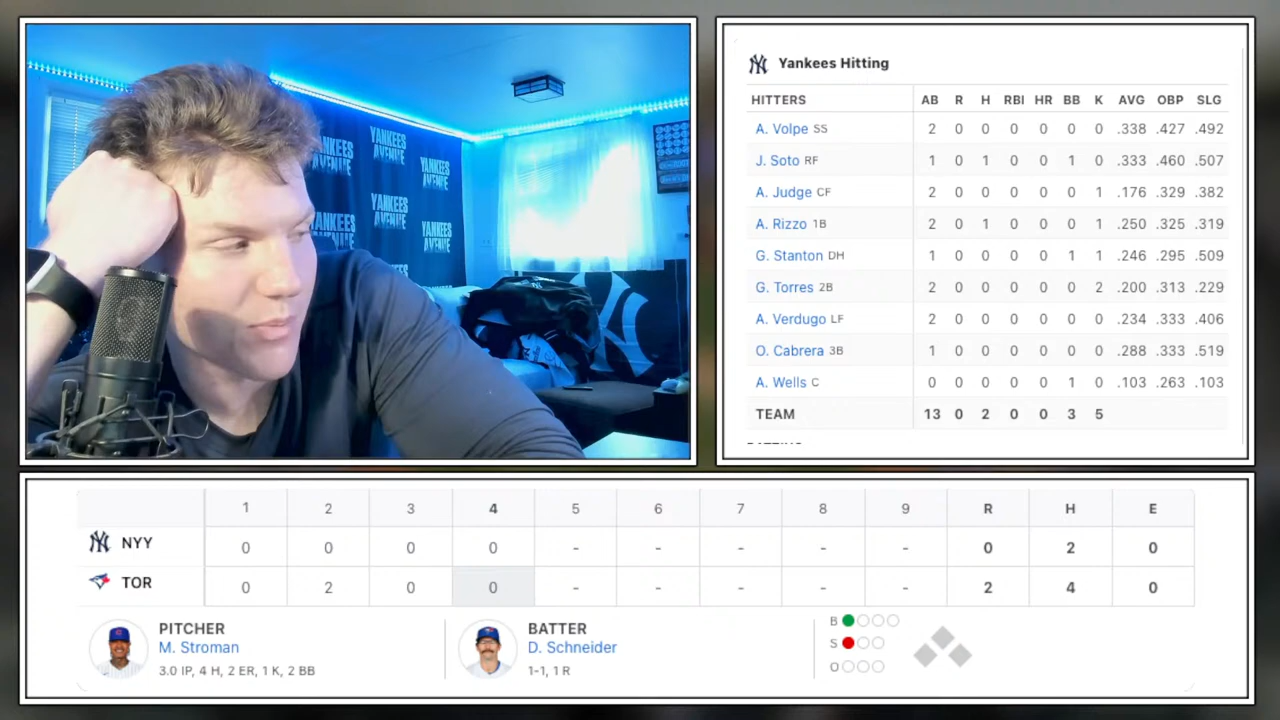 YANKEES
AVENUE
YANKEES
AVENUE
YANKEES
AVENUE
YANKEES
AVENUE
YANKEES
AVENUE
Yankees Hitting
HITTERS AB R H RBI HR BB K AVG OBP SLG
A. Volpe SS 2 0 0 0 0 0 0 .338 .427 .492
J. Soto RF 1 0 1 0 0 1 0 .333 .460 .507
A. Judge CF 2 0 0 0 0 0 1 .176 .329 .382
A. Rizzo 1B 2 0 1 0 0 0 1 .250 .325 .319
G. Stanton DH 1 0 0 0 0 1 1 .246 .295 .509
G. Torres 2B 2 0 0 0 0 0 2 .200 .313 .229
A. Verdugo LF 2 0 0 0 0 0 0 .234 .333 .406
O. Cabrera 3B 1 0 0 0 0 0 0 .288 .333 .519
A. Wells C 0 0 0 0 0 1 0 .103 .263 .103
TEAM 13 0 2 0 0 3 5
1 2 3 4 5 6 7 8 9 R H E
NYY 0 0 0 0 - - - - - 0 2 0
TOR 0 2 0 0 - - - - - 2 4 0
PITCHER
M. Stroman
3.0 IP, 4 H, 2 ER, 1 K, 2 BB
BATTER
D. Schneider
1-1, 1 R
B
S
O